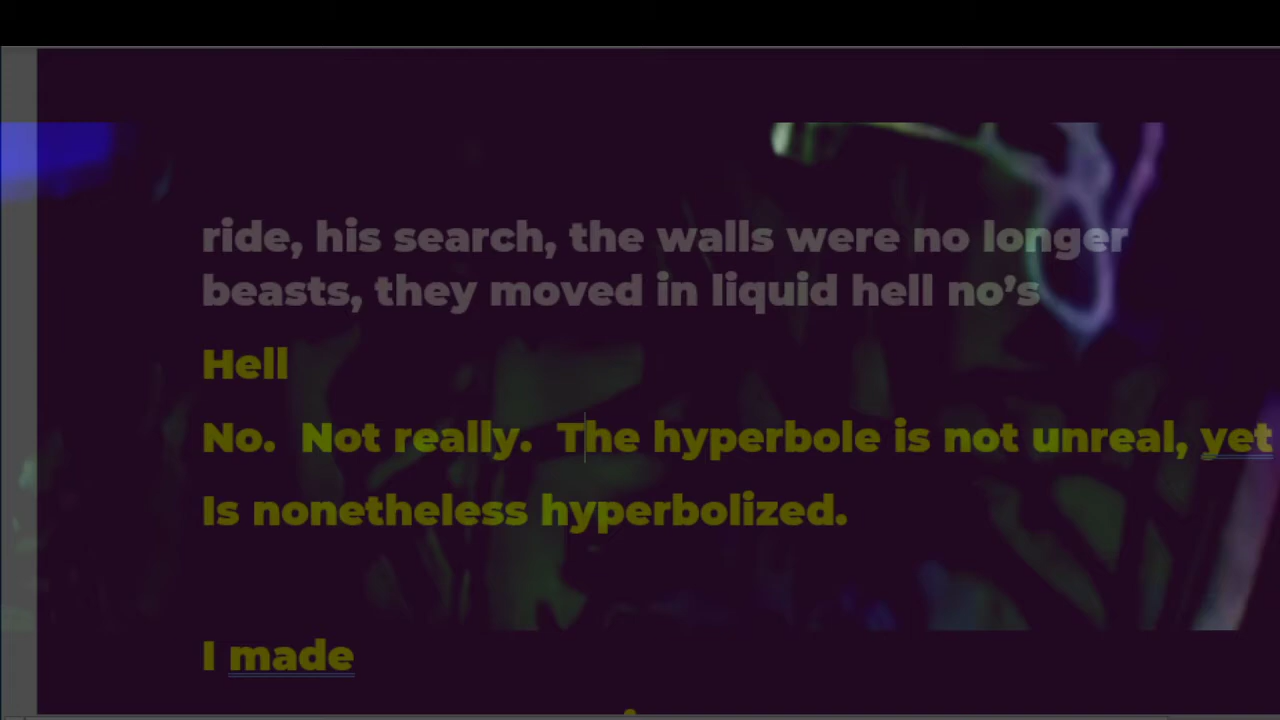 ride, his search, the walls were no longer
beasts, they moved in liquid hell no’s
Hell
No.  Not really.  The hyperbole is not unreal, yet
Is nonetheless hyperbolized.
I made